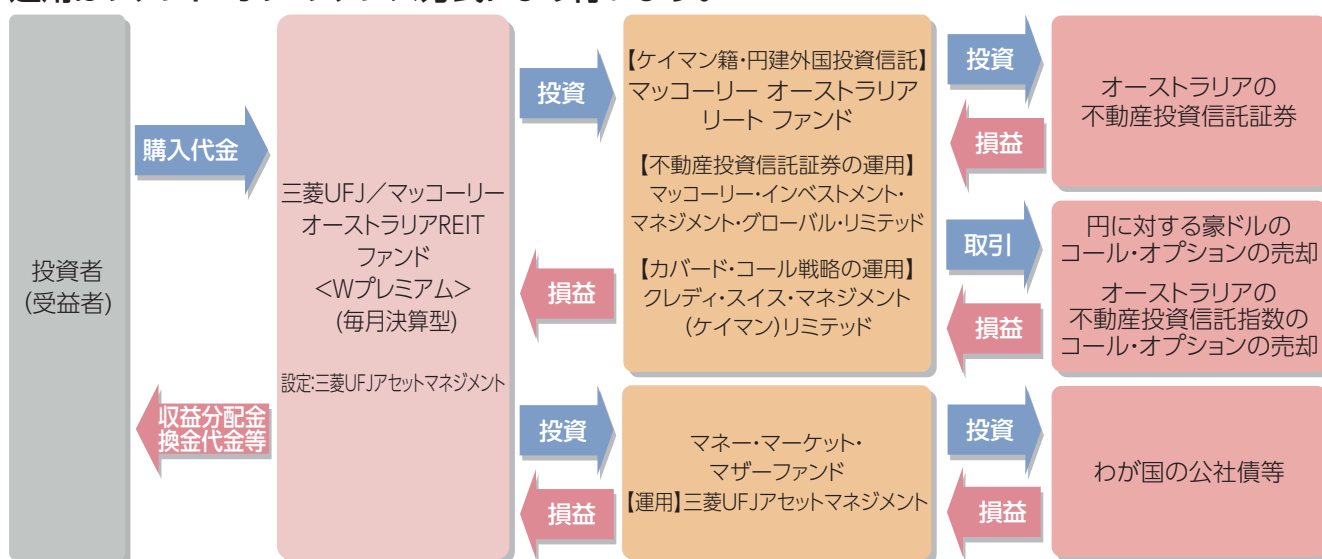 投資者
(受益者)
購入代金
収益分配金
換金代金等
三菱UFJ／マッコーリー
オーストラリアREIT
ファンド
<Wプレミアム>
(毎月決算型)
設定:三菱UFJアセットマネジメント
投資
損益
投資
損益
【ケイマン籍・円建外国投資信託】
マッコーリー オーストラリア
リート ファンド
【不動産投資信託証券の運用】
マッコーリー・インベストメント・
マネジメント・グローバル・リミテッド
【カバード・コール戦略の運用】
クレディ・スイス・マネジメント
(ケイマン)リミテッド
マネー・マーケット・
マザーファンド
【運用】三菱UFJアセットマネジメント
投資
損益
取引
損益
投資
損益
オーストラリアの
不動産投資信託証券
円に対する豪ドルの
コール・オプションの売却
オーストラリアの
不動産投資信託指数の
コール・オプションの売却
わが国の公社債等